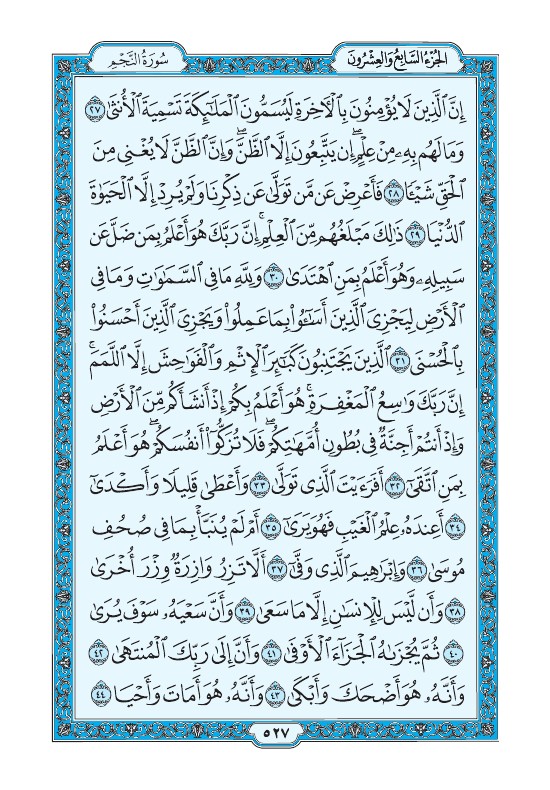 سُورَةُ النَّجْمِ
الجُزْءُ السَّابِعُ وَالعِشْرُونَ
إِنَّ ٱلَّذِينَ لَا يُؤْمِنُونَ بِٱلْأَخِرَةِ لَيُسَمُّونَ ٱلْمَلَٰٓئِكَةَ تَسْمِيَةَ ٱلْأُنثَىٰ ٢٧
وَمَا لَهُم بِهِۦ مِنْ عِلْمٍ ۖ إِن يَتَّبِعُونَ إِلَّا ٱلظَّنَّ ۖ وَإِنَّ ٱلظَّنَّ لَا يُغْنِى مِنَ
ٱلْحَقِّ شَيْـًٔا ٢٨ فَأَعْرِضْ عَن مَّن تَوَلَّىٰ عَن ذِكْرِنَا وَلَمْ يُرِدْ إِلَّا ٱلْحَيَوٰةَ
ٱلدُّنْيَا ٢٩ ذَٰلِكَ مَبْلَغُهُم مِّنَ ٱلْعِلْمِ ۚ إِنَّ رَبَّكَ هُوَ أَعْلَمُ بِمَن ضَلَّ عَن
سَبِيلِهِۦ وَهُوَ أَعْلَمُ بِمَنِ ٱهْتَدَىٰ ٣٠ وَلِلَّهِ مَا فِى ٱلسَّمَٰوَٰتِ وَمَا فِى
ٱلْأَرْضِ لِيَجْزِىَ ٱلَّذِينَ أَسَٰٓـُٔوا۟ بِمَا عَمِلُوا۟ وَيَجْزِىَ ٱلَّذِينَ أَحْسَنُوا۟
بِٱلْحُسْنَى ٣١ ٱلَّذِينَ يَجْتَنِبُونَ كَبَٰٓئِرَ ٱلْإِثْمِ وَٱلْفَوَٰحِشَ إِلَّا ٱللَّمَمَ ۚ
إِنَّ رَبَّكَ وَٰسِعُ ٱلْمَغْفِرَةِ ۚ هُوَ أَعْلَمُ بِكُمْ إِذْ أَنشَأَكُم مِّنَ ٱلْأَرْضِ
وَإِذْ أَنتُمْ أَجِنَّةٌ فِى بُطُونِ أُمَّهَٰتِكُمْ ۖ فَلَا تُزَكُّوٓا۟ أَنفُسَكُمْ ۖ هُوَ أَعْلَمُ
بِمَنِ ٱتَّقَىٰٓ ٣٢ أَفَرَءَيْتَ ٱلَّذِى تَوَلَّىٰ ٣٣ وَأَعْطَىٰ قَلِيلًا وَأَكْدَىٰٓ
٣٤ أَعِندَهُۥ عِلْمُ ٱلْغَيْبِ فَهُوَ يَرَىٰٓ ٣٥ أَمْ لَمْ يُنَبَّأْ بِمَا فِى صُحُفِ
مُوسَىٰ ٣٦ وَإِبْرَٰهِيمَ ٱلَّذِى وَفَّىٰٓ ٣٧ أَلَّا تَزِرُ وَازِرَةٌ وِزْرَ أُخْرَىٰ
٣٨ وَأَن لَّيْسَ لِلْإِنسَٰنِ إِلَّا مَا سَعَىٰ ٣٩ وَأَنَّ سَعْيَهُۥ سَوْفَ يُرَىٰ
٤٠ ثُمَّ يُجْزَىٰهُ ٱلْجَزَآءَ ٱلْأَوْفَىٰ ٤١ وَأَنَّ إِلَىٰ رَبِّكَ ٱلْمُنتَهَىٰ ٤٢
وَأَنَّهُۥ هُوَ أَضْحَكَ وَأَبْكَىٰ ٤٣ وَأَنَّهُۥ هُوَ أَمَاتَ وَأَحْيَا ٤٤
٥٢٧